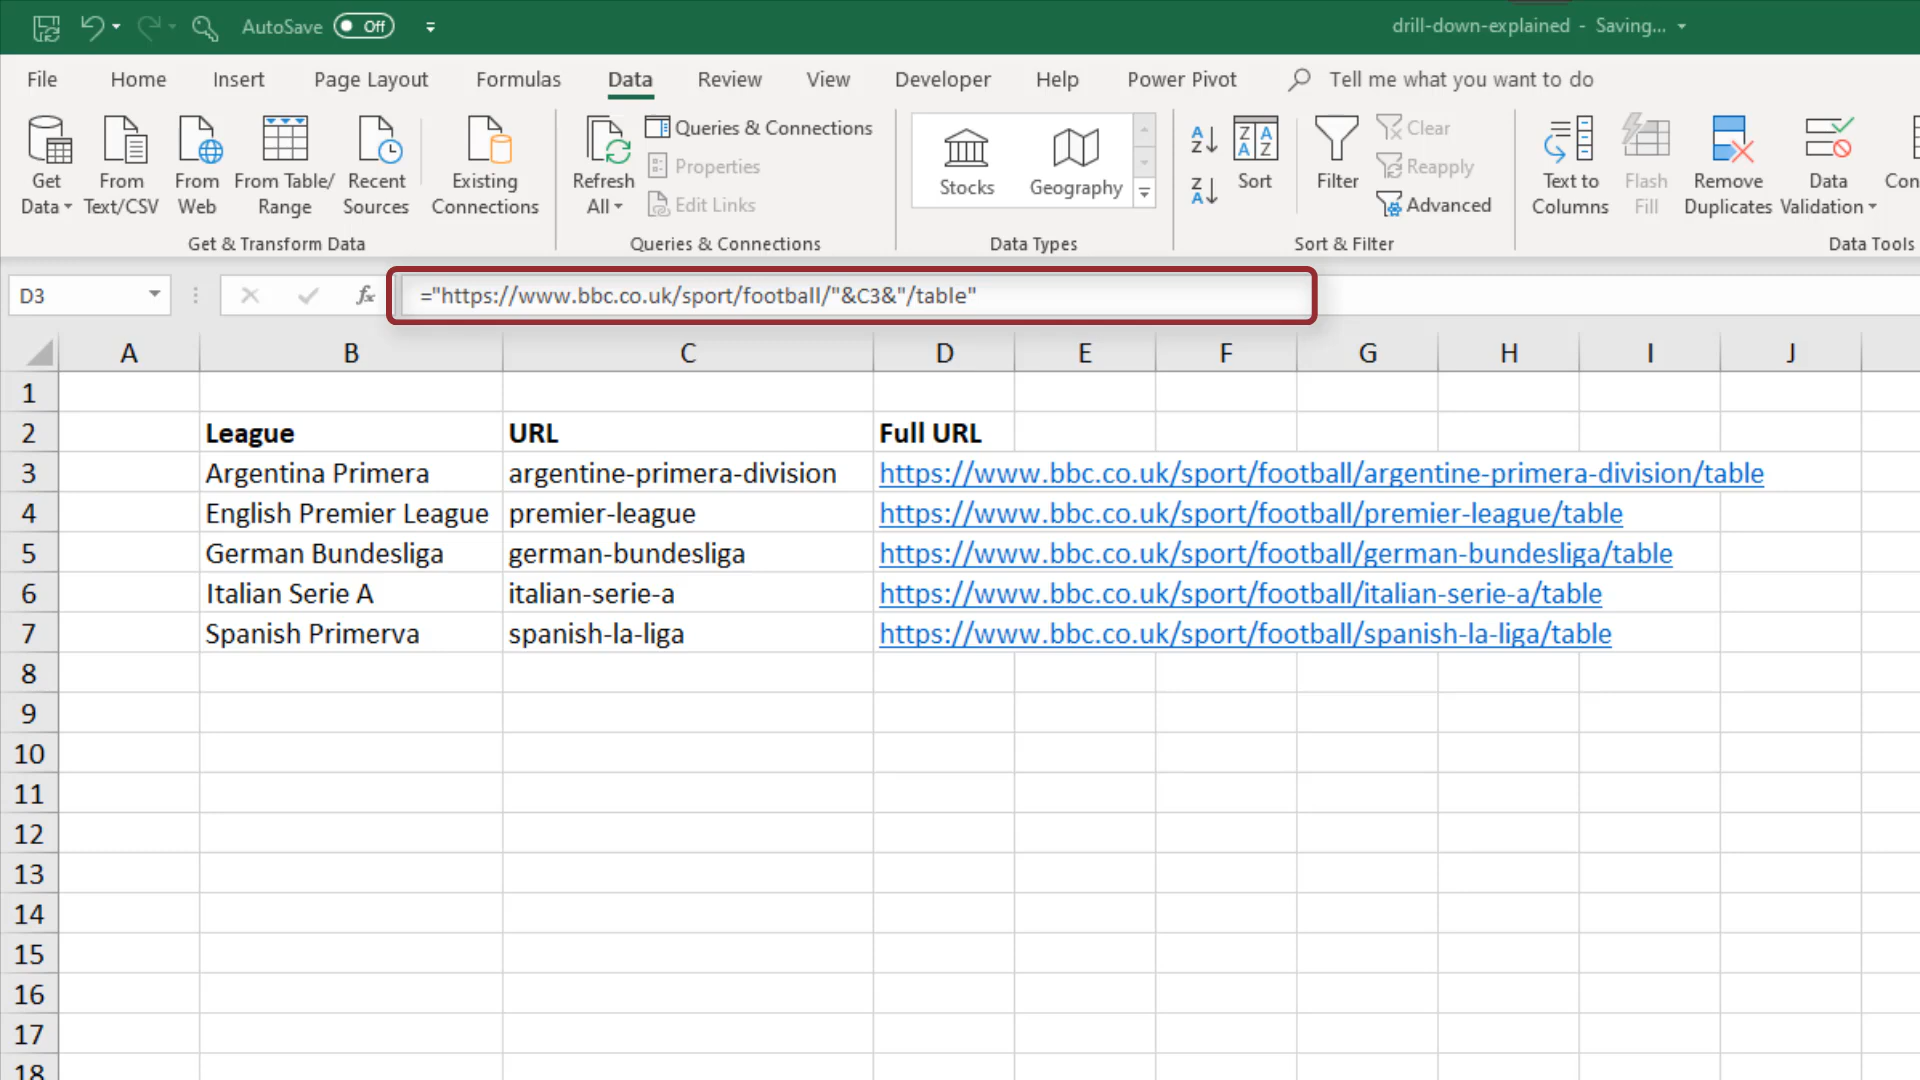 AutoSave Off
drill-down-explained - Saving...
File Home Insert Page Layout Formulas Data Review View Developer Help Power Pivot Tell me what you want to do
Get Data
From Text/CSV
From Web
From Table/ Range
Recent Sources
Existing Connections
Get & Transform Data
Refresh All
Queries & Connections
Properties
Edit Links
Queries & Connections
Stocks
Geography
Data Types
A Z
Z A
Z A A Z
Sort
Filter
Clear
Reapply
Advanced
Sort & Filter
Text to Columns
Flash Fill
Remove Duplicates
Data Validation
Con
Data Tools
D3
fx
="https://www.bbc.co.uk/sport/football/"&C3&"/table"
A B C D E F G H I J
1
2 League URL Full URL
3 Argentina Primera argentine-primera-division https://www.bbc.co.uk/sport/football/argentine-primera-division/table
4 English Premier League premier-league https://www.bbc.co.uk/sport/football/premier-league/table
5 German Bundesliga german-bundesliga https://www.bbc.co.uk/sport/football/german-bundesliga/table
6 Italian Serie A italian-serie-a https://www.bbc.co.uk/sport/football/italian-serie-a/table
7 Spanish Primerva spanish-la-liga https://www.bbc.co.uk/sport/football/spanish-la-liga/table
8
9
10
11
12
13
14
15
16
17
18